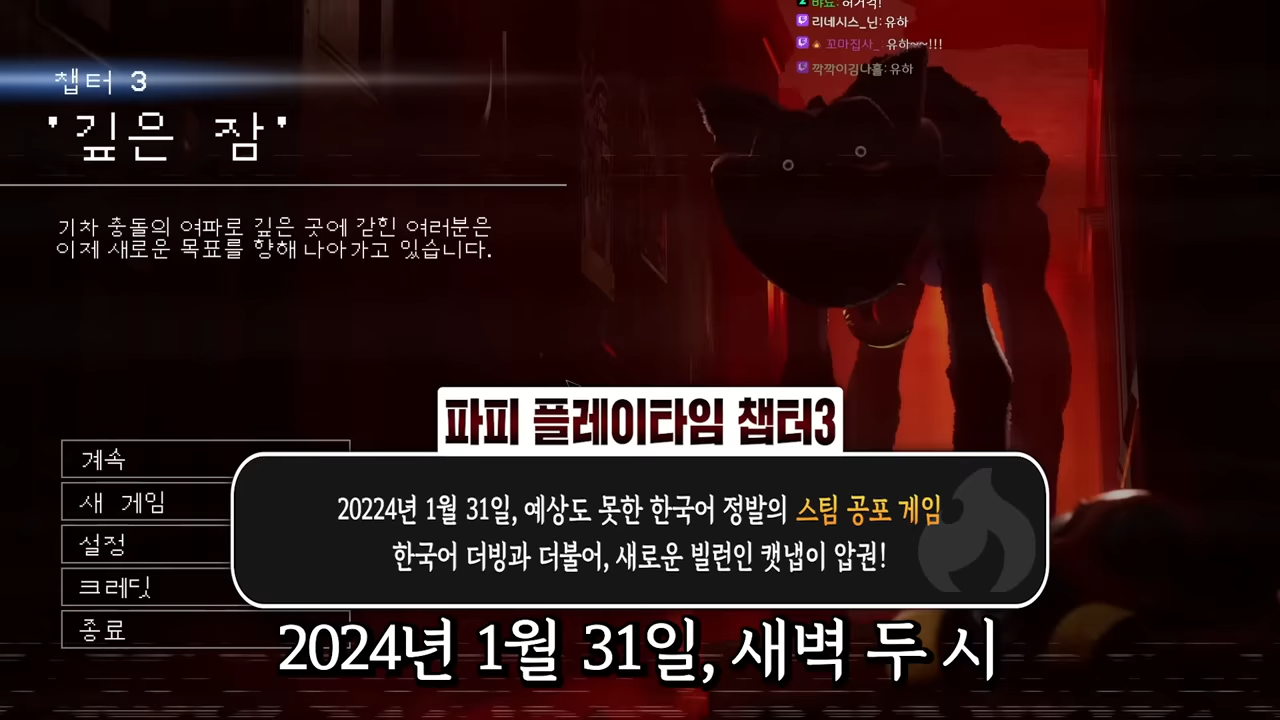 바요: 허거걱!
리네시스_닌: 유하
꼬마집사_: 유하~~!!!
깍깍이김나흘: 유하
챕터 3
'깊은 잠'
기차 충돌의 여파로 깊은 곳에 갇힌 여러분은
이제 새로운 목표를 향해 나아가고 있습니다.
계속
새 게임
설정
크레딧
종료
파피 플레이타임 챕터3
20224년 1월 31일, 예상도 못한 한국어 정발의 스팀 공포 게임
한국어 더빙과 더불어, 새로운 빌런인 캣냅이 압권!
2024년 1월 31일, 새벽 두 시